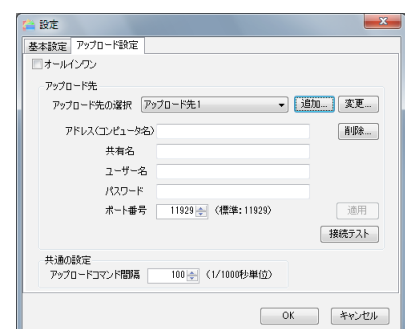 設定
基本設定 アップロード設定
オールインワン
アップロード先
アップロード先の選択 アップロード先1 追加... 変更...
アドレス(コンピュータ名) 削除...
共有名
ユーザー名
パスワード
ポート番号 11929 (標準:11929) 適用
接続テスト
共通の設定
アップロードコマンド間隔 100 (1/1000秒単位)
OK キャンセル